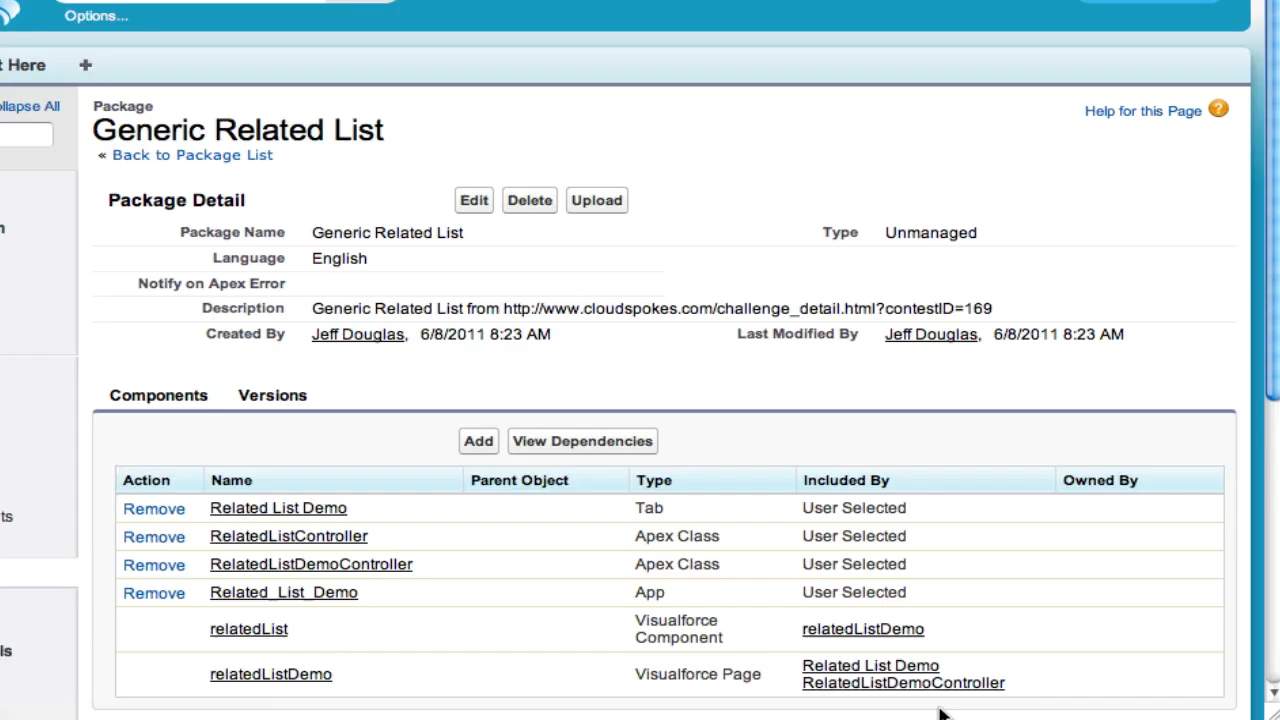 Options...
t Here +
ollapse All
Package
Generic Related List
« Back to Package List
Help for this Page ?
Package Detail Edit Delete Upload
Package Name Generic Related List Type Unmanaged
Language English
Notify on Apex Error
Description Generic Related List from http://www.cloudspokes.com/challenge_detail.html?contestID=169
Created By Jeff Douglas, 6/8/2011 8:23 AM Last Modified By Jeff Douglas, 6/8/2011 8:23 AM
n
Components Versions
Add View Dependencies
Action Name Parent Object Type Included By Owned By
Remove Related List Demo Tab User Selected
ts
Remove RelatedListController Apex Class User Selected
Remove RelatedListDemoController Apex Class User Selected
Remove Related_List_Demo App User Selected
relatedList Visualforce Component relatedListDemo
ls
relatedListDemo Visualforce Page Related List Demo
RelatedListDemoController